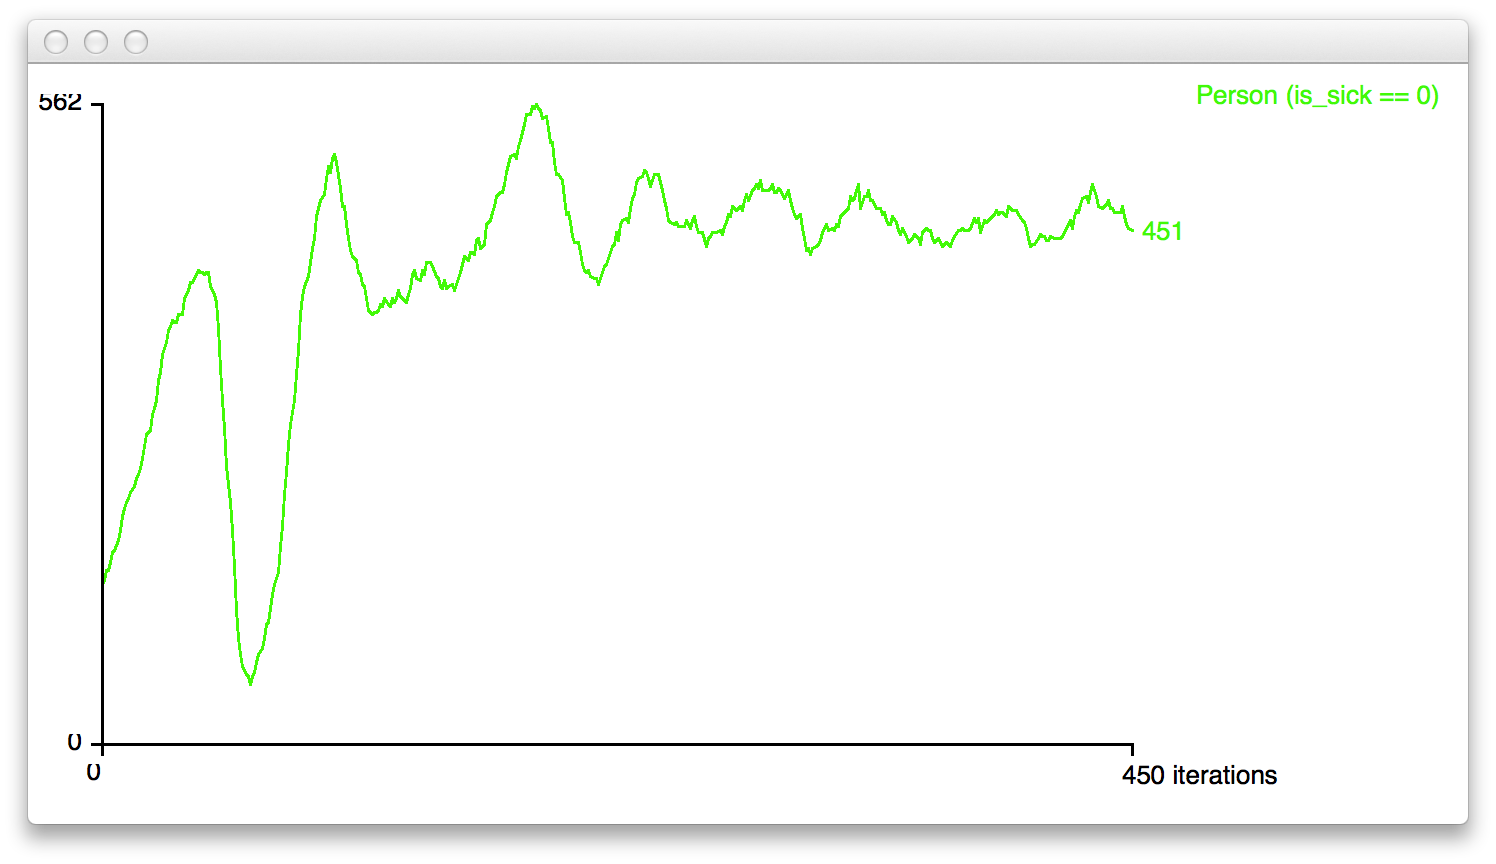 562
Person (is_sick == 0)
451
0
0
450 iterations